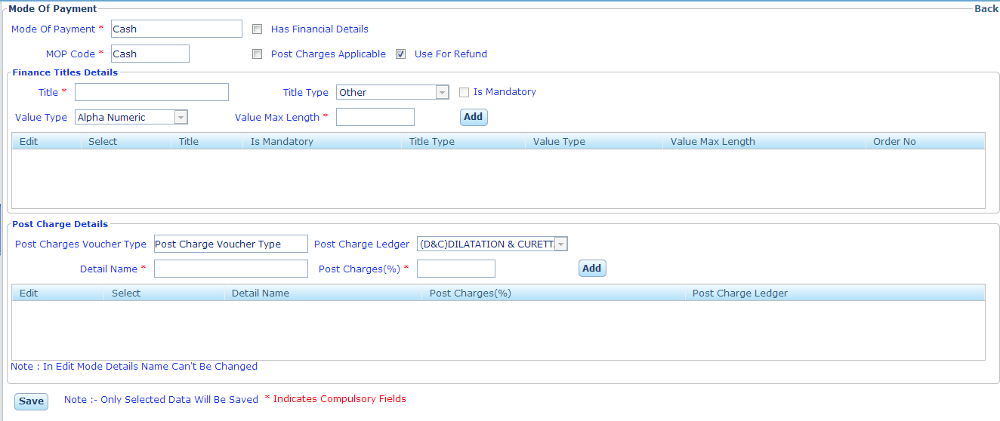 Mode Of Payment Back
Mode Of Payment * Cash Has Financial Details
MOP Code * Cash Post Charges Applicable Use For Refund
Finance Titles Details
Title * Title Type Other Is Mandatory
Value Type Alpha Numeric Value Max Length * Add
Edit Select Title Is Mandatory Title Type Value Type Value Max Length Order No
Post Charge Details
Post Charges Voucher Type Post Charge Voucher Type Post Charge Ledger (D&C)DILATATION & CURETT
Detail Name * Post Charges(%) * Add
Edit Select Detail Name Post Charges(%) Post Charge Ledger
Note : In Edit Mode Details Name Can't Be Changed
Save Note :- Only Selected Data Will Be Saved * Indicates Compulsory Fields